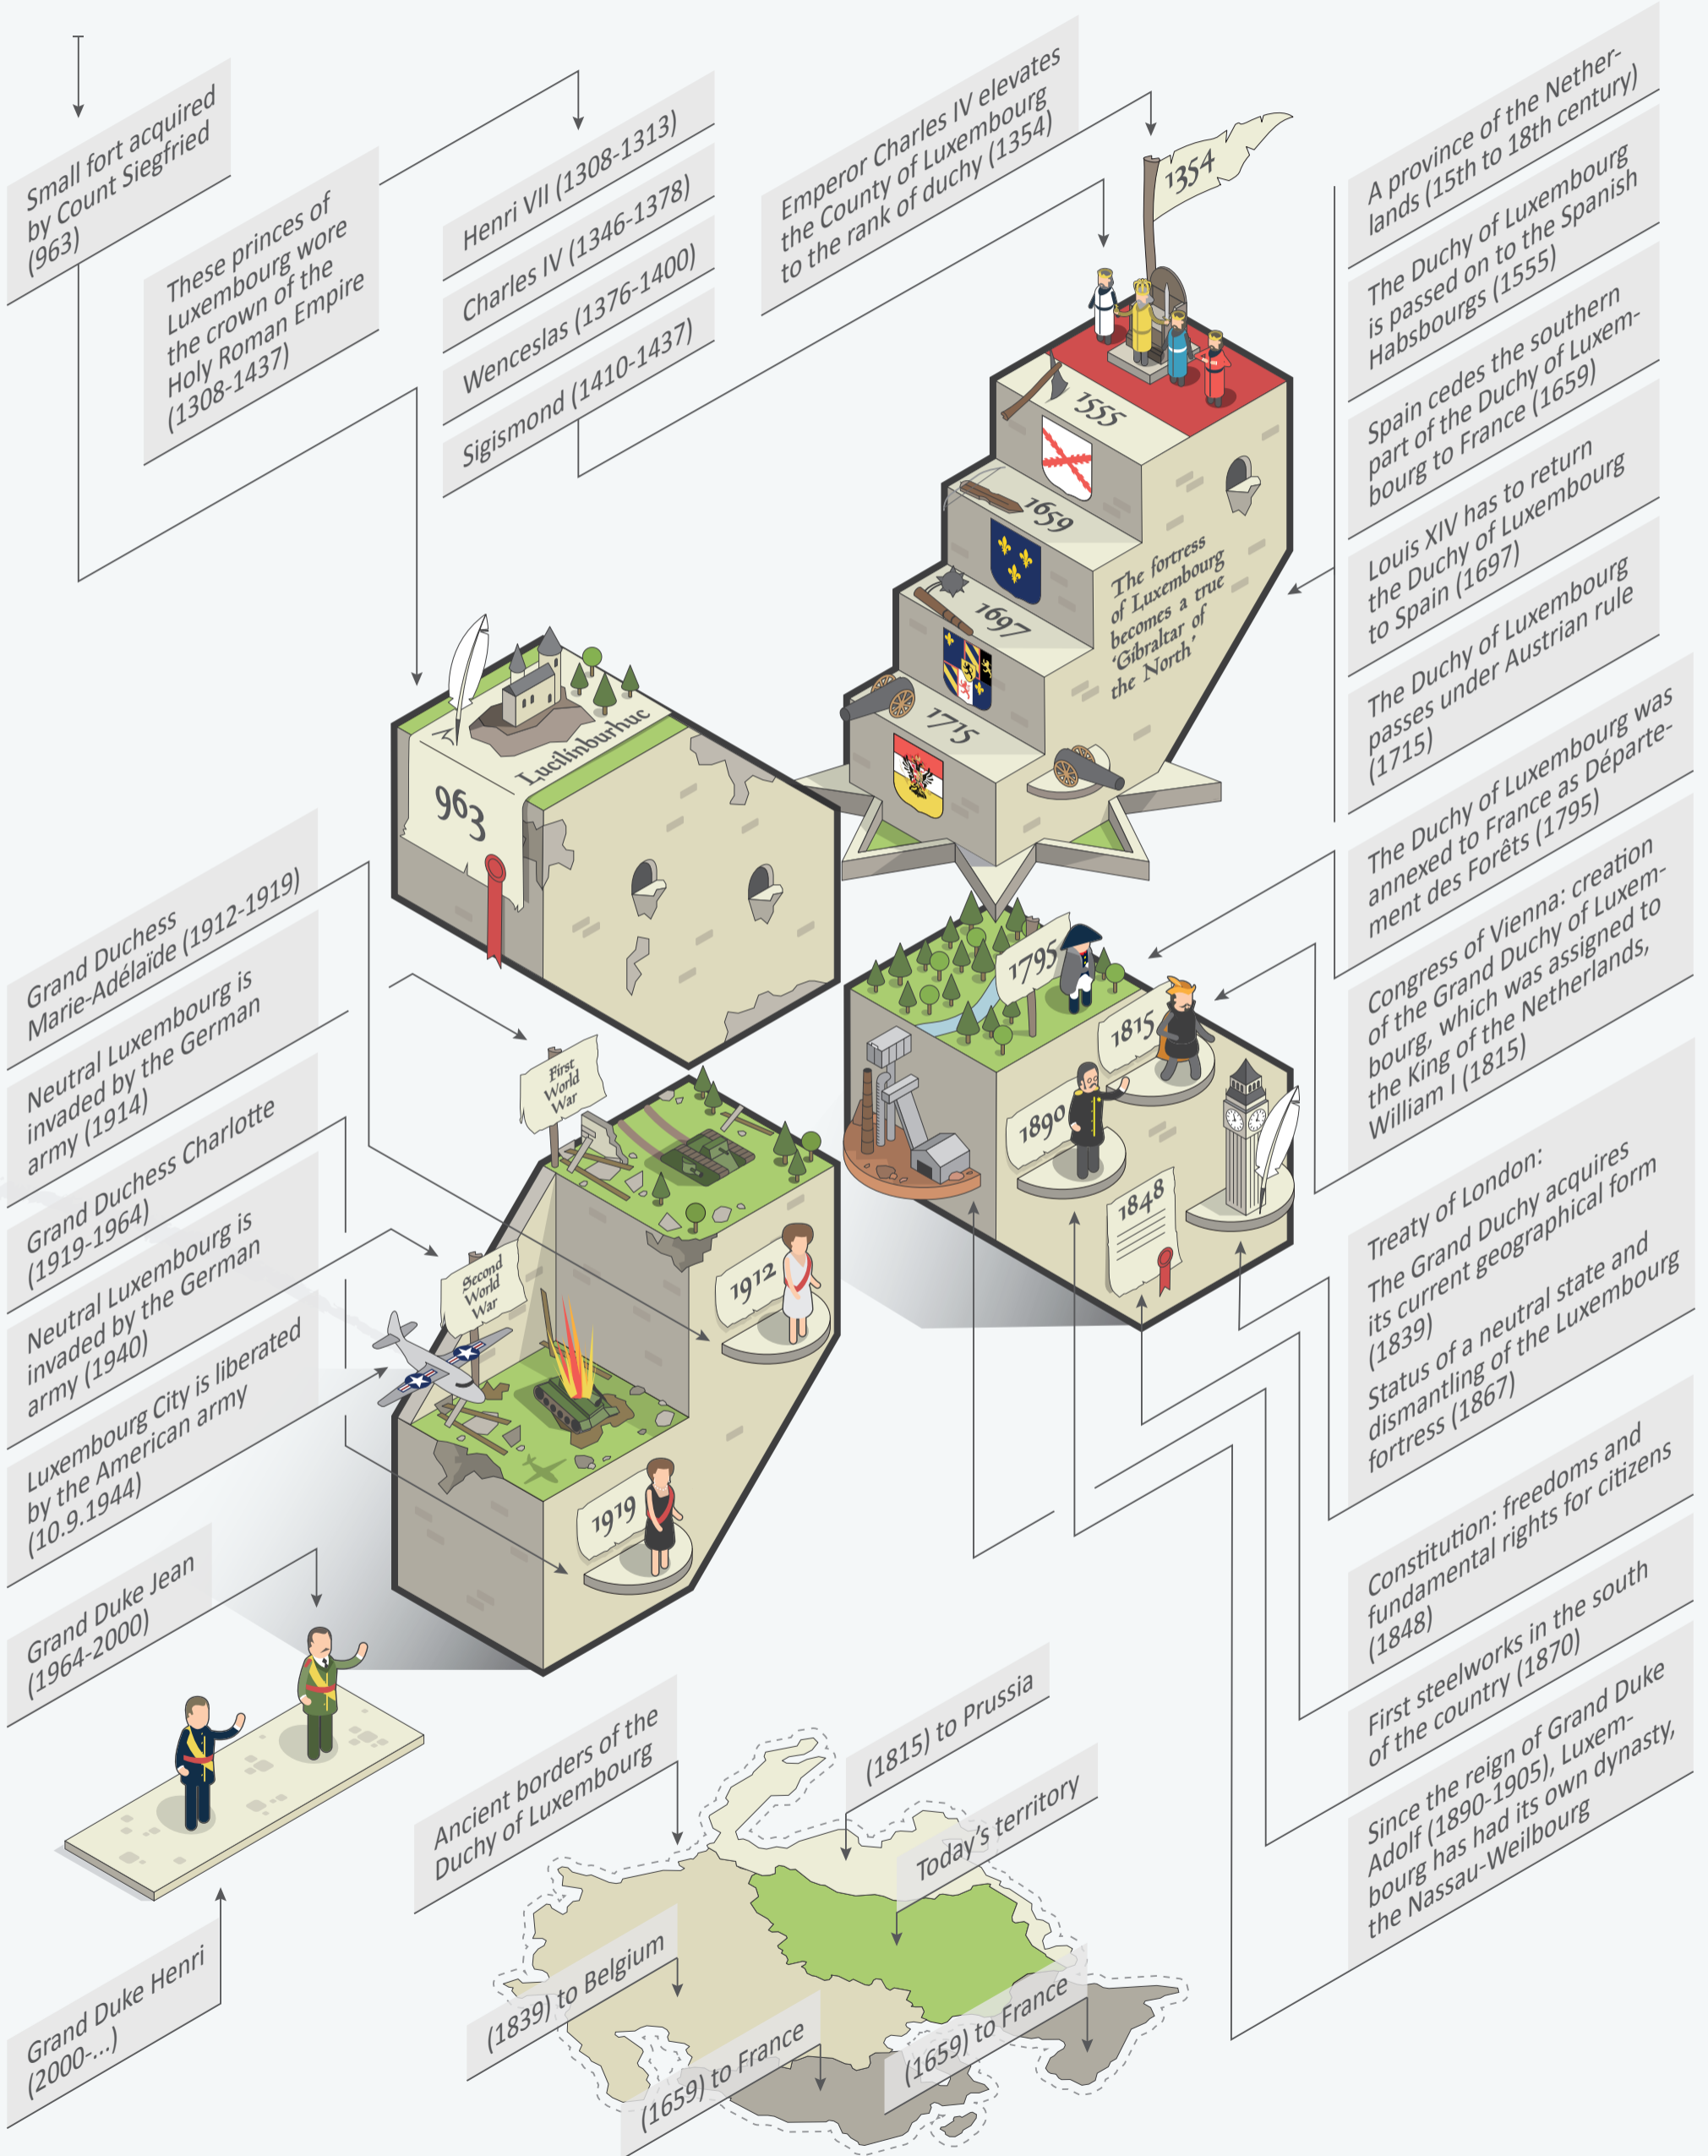 Small fort acquired
by Count Siegfried
(963)
These princes of
Luxembourg wore
the crown of the
Holy Roman Empire
(1308-1437)
Henri VII (1308-1313)
Charles IV (1346-1378)
Wenceslas (1376-1400)
Sigismond (1410-1437)
Emperor Charles IV elevates
the County of Luxembourg
to the rank of duchy (1354)
A province of the Nether-
lands (15th to 18th century)
The Duchy of Luxembourg
is passed on to the Spanish
Habsbourgs (1555)
Spain cedes the southern
part of the Duchy of Luxem-
bourg to France (1659)
Louis XIV has to return
the Duchy of Luxembourg
to Spain (1697)
The Duchy of Luxembourg
passes under Austrian rule
(1715)
The Duchy of Luxembourg was
annexed to France as Départe-
ment des Forêts (1795)
Congress of Vienna: creation
of the Grand Duchy of Luxem-
bourg, which was assigned to
the King of the Netherlands,
William I (1815)
Treaty of London:
The Grand Duchy acquires
its current geographical form
(1839)
Status of a neutral state and
dismantling of the Luxembourg
fortress (1867)
Constitution: freedoms and
fundamental rights for citizens
(1848)
First steelworks in the south
of the country (1870)
Since the reign of Grand Duke
Adolf (1890-1905), Luxem-
bourg has had its own dynasty,
the Nassau-Weilbourg
1354
1555
1659
1697
1715
The fortress
of Luxembourg
becomes a true
'Gibraltar of
the North'
Lucilinburhuc
963
1795
1815
1890
1848
First
World
War
1912
Second
World
War
1919
Grand Duchess
Marie-Adélaïde (1912-1919)
Neutral Luxembourg is
invaded by the German
army (1914)
Grand Duchess Charlotte
(1919-1964)
Neutral Luxembourg is
invaded by the German
army (1940)
Luxembourg City is liberated
by the American army
(10.9.1944)
Grand Duke Jean
(1964-2000)
Grand Duke Henri
(2000-...)
Ancient borders of the
Duchy of Luxembourg
(1815) to Prussia
Today's territory
(1839) to Belgium
(1659) to France
(1659) to France